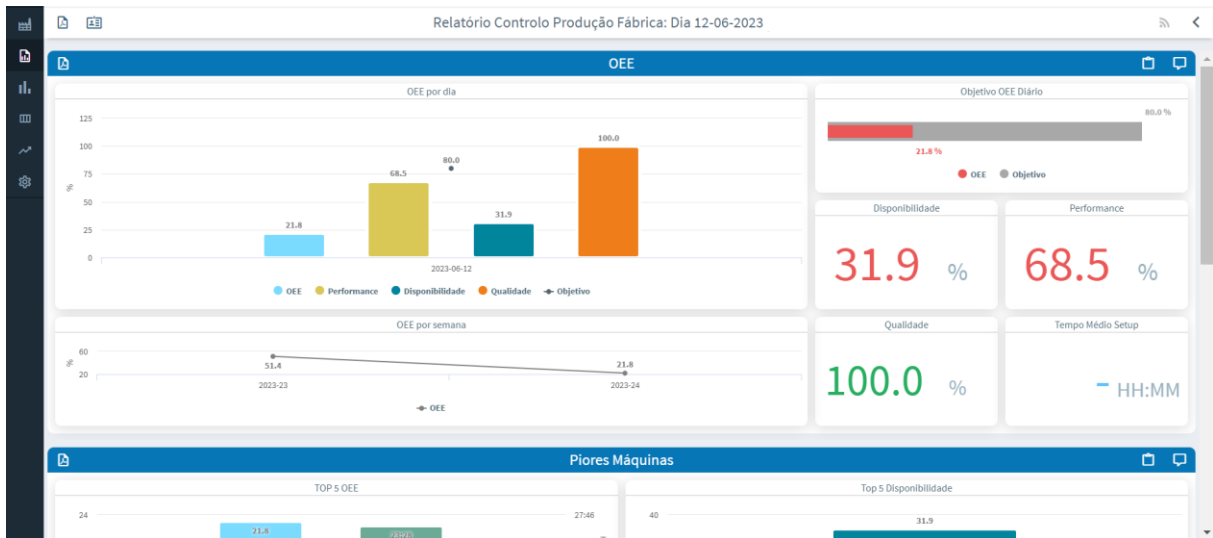 Relatório Controlo Produção Fábrica: Dia 12-06-2023
OEE
OEE por dia
125
100
75
50
25
0
%
21.8
68.5
80.0
31.9
100.0
2023-06-12
OEE Performance Disponibilidade Qualidade Objetivo
Objetivo OEE Diário
80.0 %
21.8 %
OEE Objetivo
Disponibilidade
31.9 %
Performance
68.5 %
OEE por semana
60
20
%
51.4
21.8
2023-23
2023-24
OEE
Qualidade
100.0 %
Tempo Médio Setup
- HH:MM
Piores Máquinas
TOP 5 OEE
24
21.8
23:28
27:46
Top 5 Disponibilidade
40
31.9